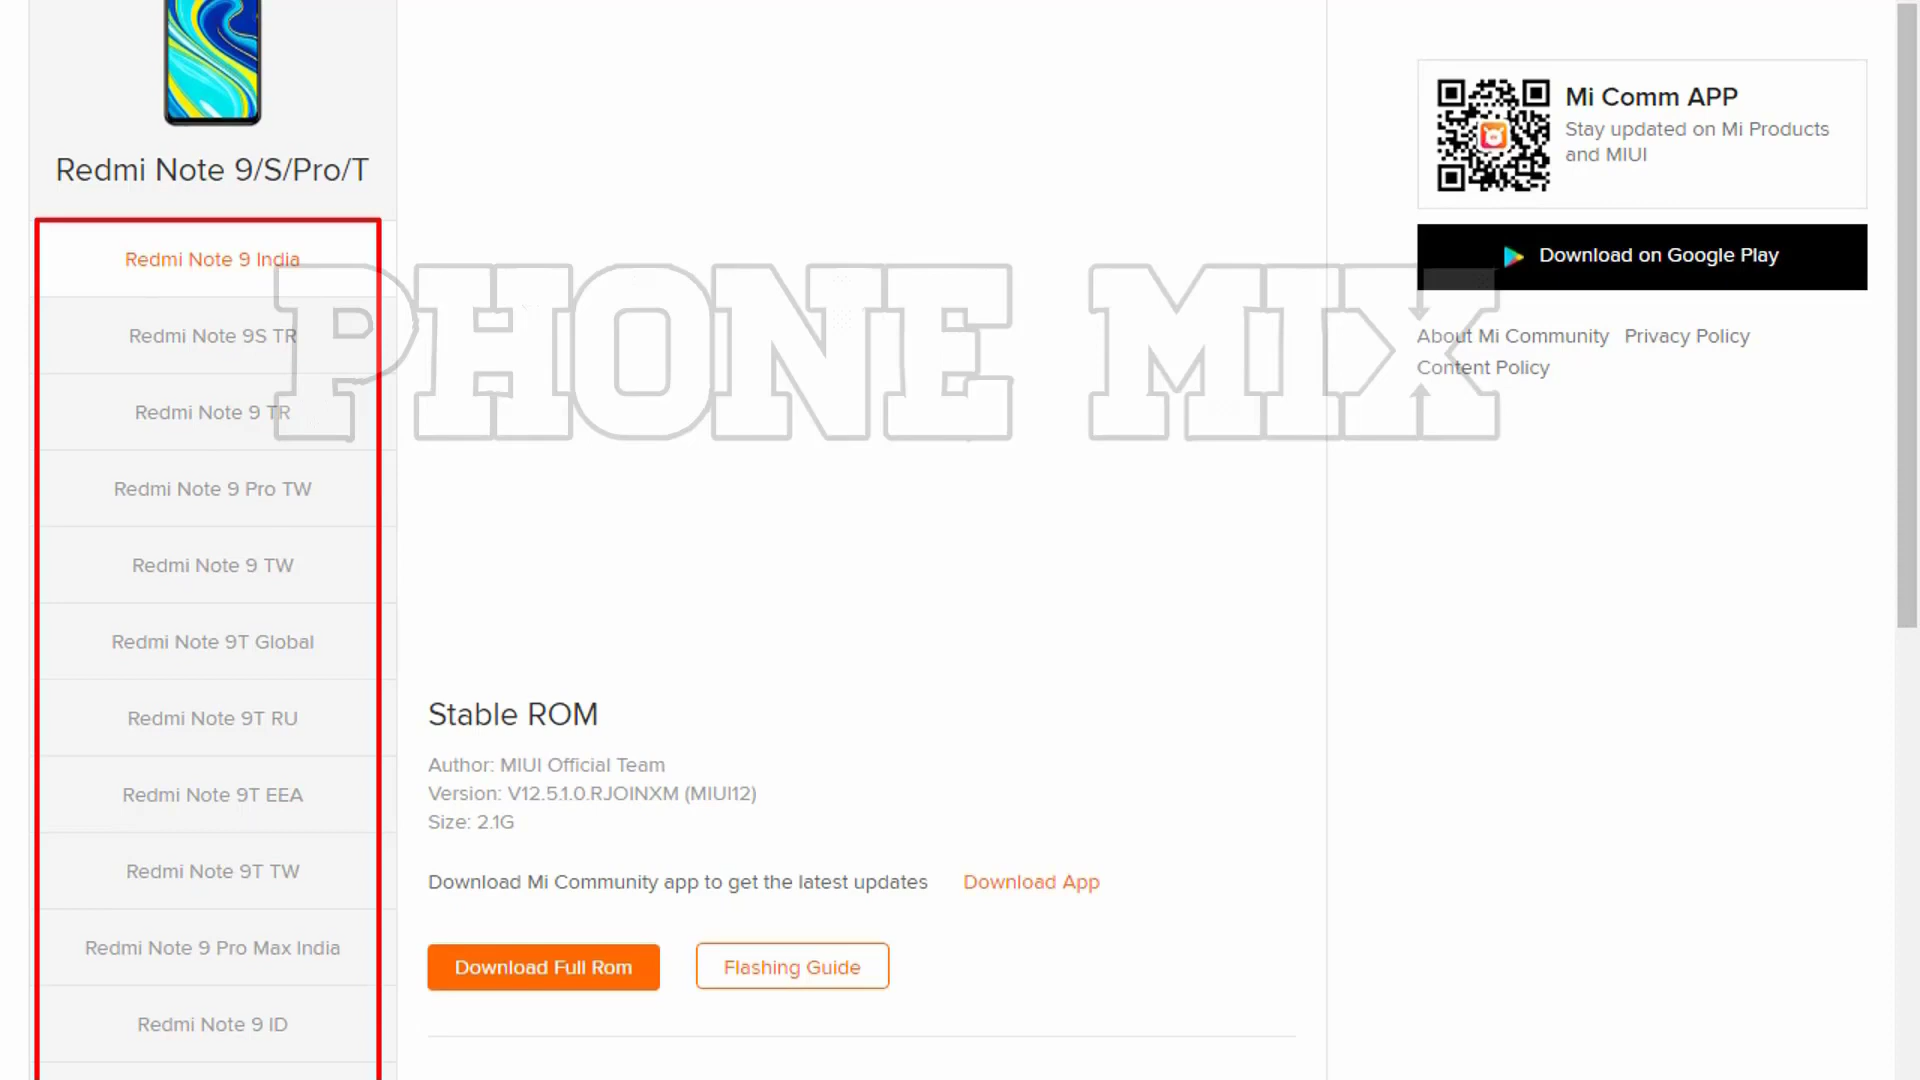 Redmi Note 9/S/Pro/T
Redmi Note 9 India
Redmi Note 9S TR
Redmi Note 9 TR
Redmi Note 9 Pro TW
Redmi Note 9 TW
Redmi Note 9T Global
Redmi Note 9T RU
Redmi Note 9T EEA
Redmi Note 9T TW
Redmi Note 9 Pro Max India
Redmi Note 9 ID
PHONE MIX
Stable ROM
Author: MIUI Official Team
Version: V12.5.1.0.RJOINXM (MIUI12)
Size: 2.1G
Download Mi Community app to get the latest updates Download App
Download Full Rom Flashing Guide
Mi Comm APP
Stay updated on Mi Products
and MIUI
Download on Google Play
About Mi Community Privacy Policy
Content Policy